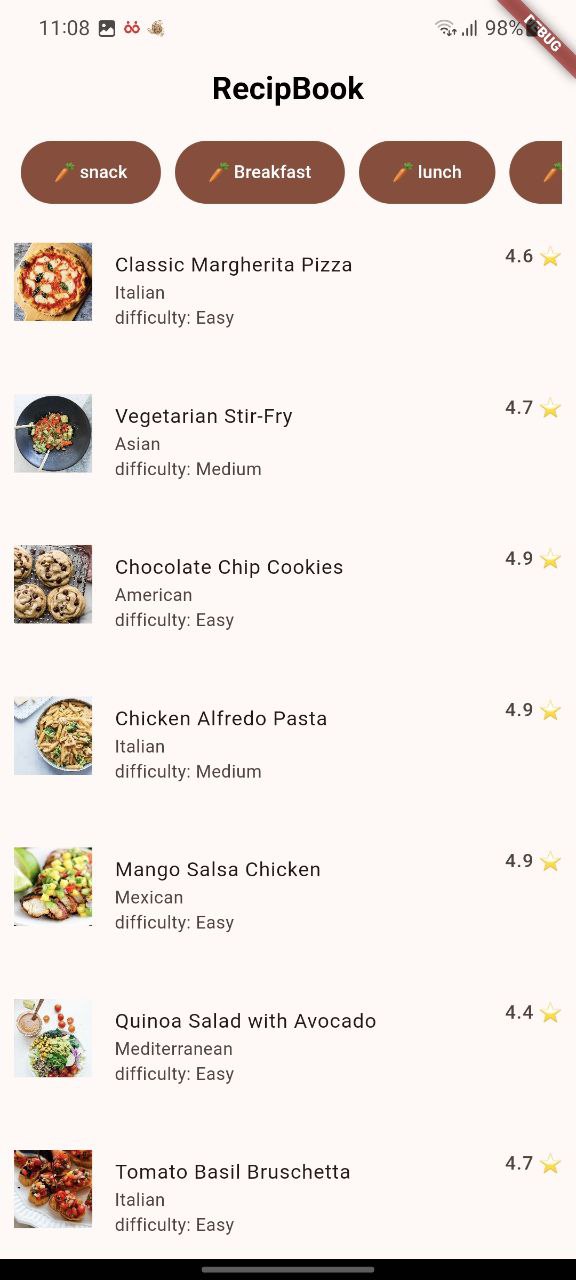 11:08
98%
DEBUG
RecipBook
🥕 snack
🥕 Breakfast
🥕 lunch
🥕
Classic Margherita Pizza
4.6 ⭐
Italian
difficulty: Easy
Vegetarian Stir-Fry
4.7 ⭐
Asian
difficulty: Medium
Chocolate Chip Cookies
4.9 ⭐
American
difficulty: Easy
Chicken Alfredo Pasta
4.9 ⭐
Italian
difficulty: Medium
Mango Salsa Chicken
4.9 ⭐
Mexican
difficulty: Easy
Quinoa Salad with Avocado
4.4 ⭐
Mediterranean
difficulty: Easy
Tomato Basil Bruschetta
4.7 ⭐
Italian
difficulty: Easy